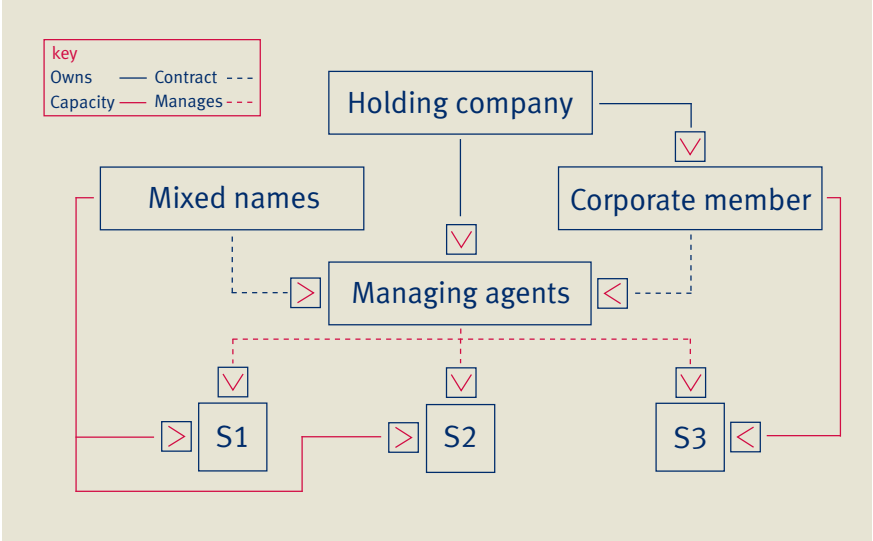 key
Owns Contract
Capacity Manages
Holding company
Mixed names
Corporate member
Managing agents
S1
S2
S3